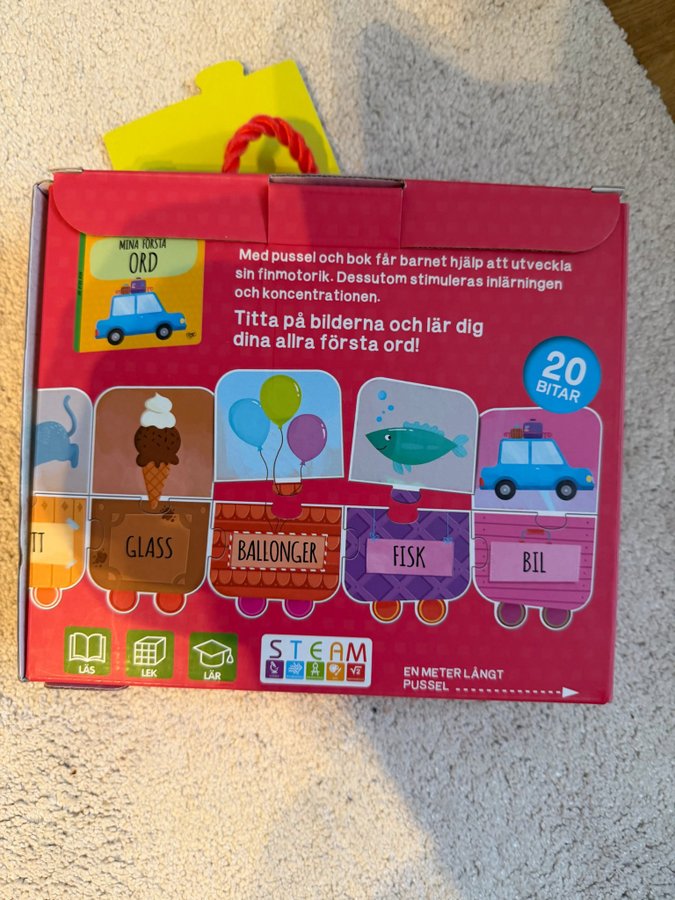 MINA FÖRSTA
ORD
Med pussel och bok får barnet hjälp att utveckla
sin finmotorik. Dessutom stimuleras inlärningen
och koncentrationen.
Titta på bilderna och lär dig
dina allra första ord!
20
BITAR
TT
GLASS
BALLONGER
FISK
BIL
LÄS
LEK
LÄR
STEAM
EN METER LÅNGT
PUSSEL